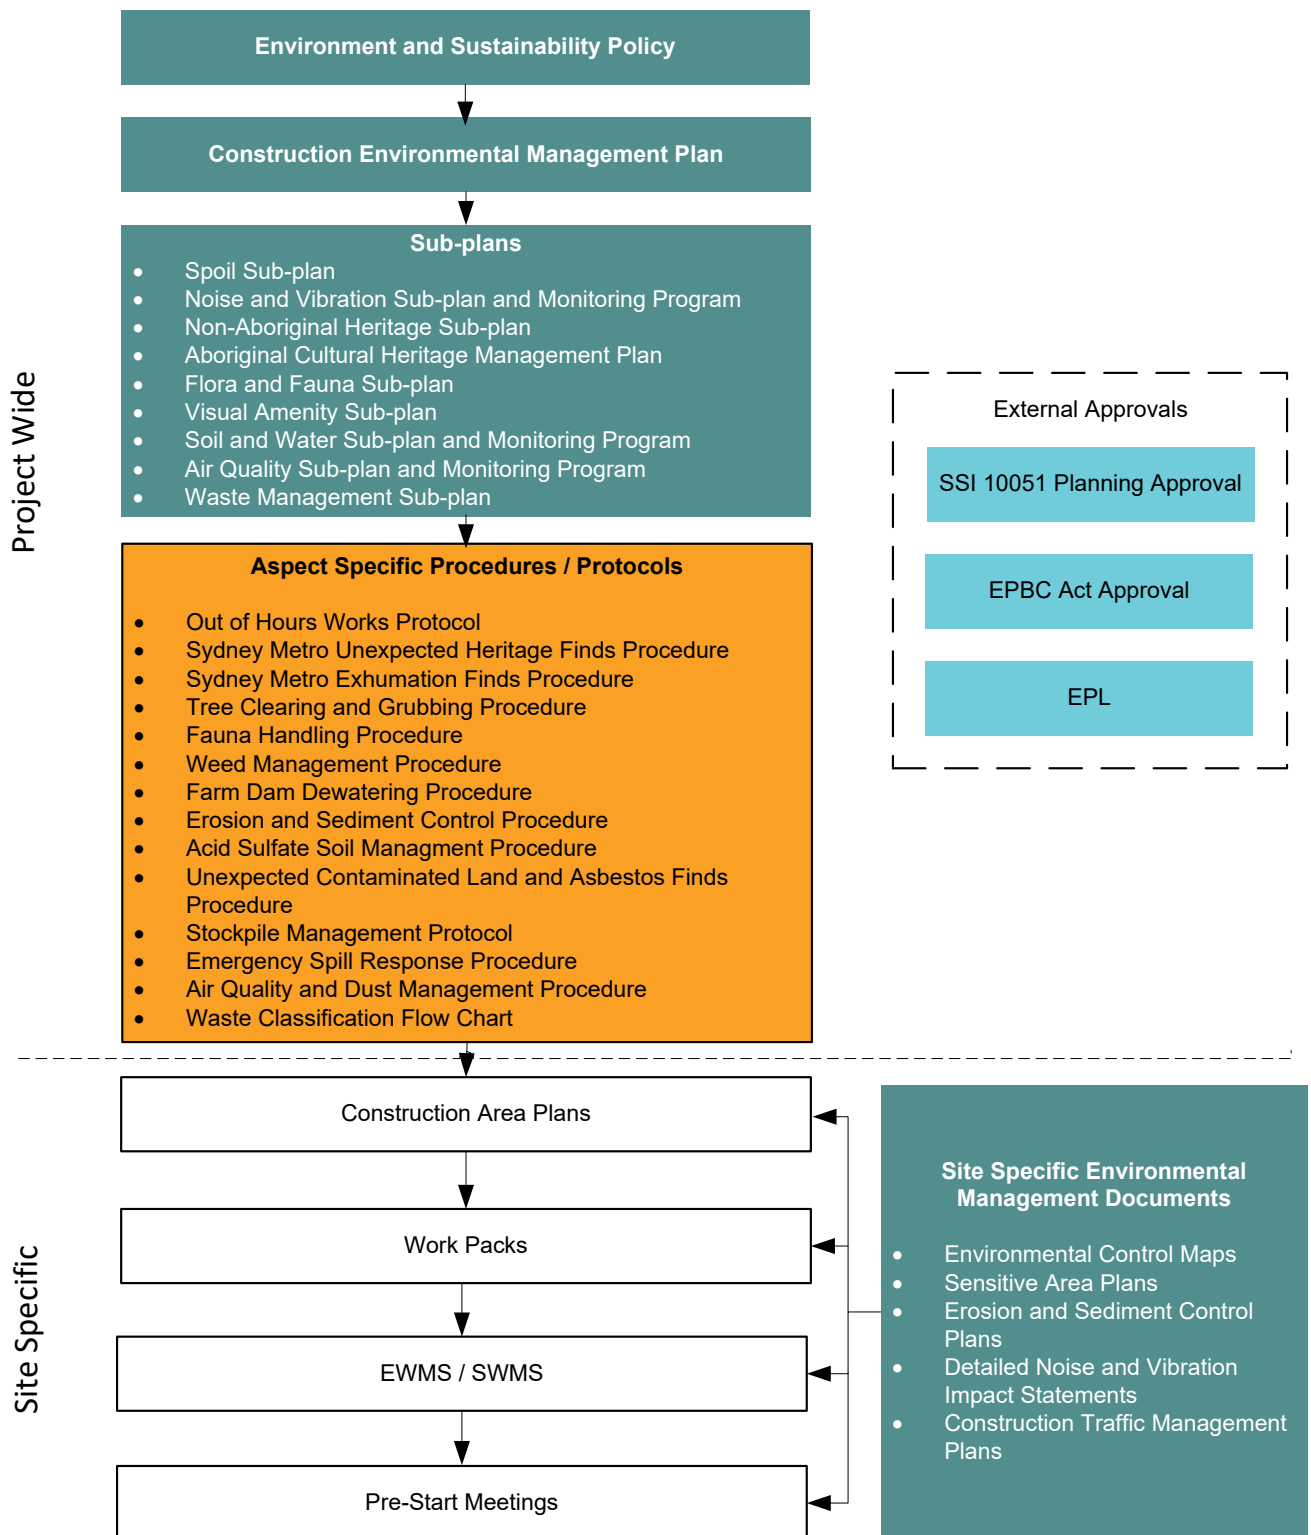 Environment and Sustainability Policy
Construction Environmental Management Plan
Sub-plans
• Spoil Sub-plan
• Noise and Vibration Sub-plan and Monitoring Program
• Non-Aboriginal Heritage Sub-plan
• Aboriginal Cultural Heritage Management Plan
• Flora and Fauna Sub-plan
• Visual Amenity Sub-plan
• Soil and Water Sub-plan and Monitoring Program
• Air Quality Sub-plan and Monitoring Program
• Waste Management Sub-plan
Project Wide
External Approvals
SSI 10051 Planning Approval
EPBC Act Approval
EPL
Aspect Specific Procedures / Protocols
• Out of Hours Works Protocol
• Sydney Metro Unexpected Heritage Finds Procedure
• Sydney Metro Exhumation Finds Procedure
• Tree Clearing and Grubbing Procedure
• Fauna Handling Procedure
• Weed Management Procedure
• Farm Dam Dewatering Procedure
• Erosion and Sediment Control Procedure
• Acid Sulfate Soil Managment Procedure
• Unexpected Contaminated Land and Asbestos Finds
Procedure
• Stockpile Management Protocol
• Emergency Spill Response Procedure
• Air Quality and Dust Management Procedure
• Waste Classification Flow Chart
Site Specific
Construction Area Plans
Work Packs
EWMS / SWMS
Pre-Start Meetings
Site Specific Environmental
Management Documents
• Environmental Control Maps
• Sensitive Area Plans
• Erosion and Sediment Control
Plans
• Detailed Noise and Vibration
Impact Statements
• Construction Traffic Management
Plans